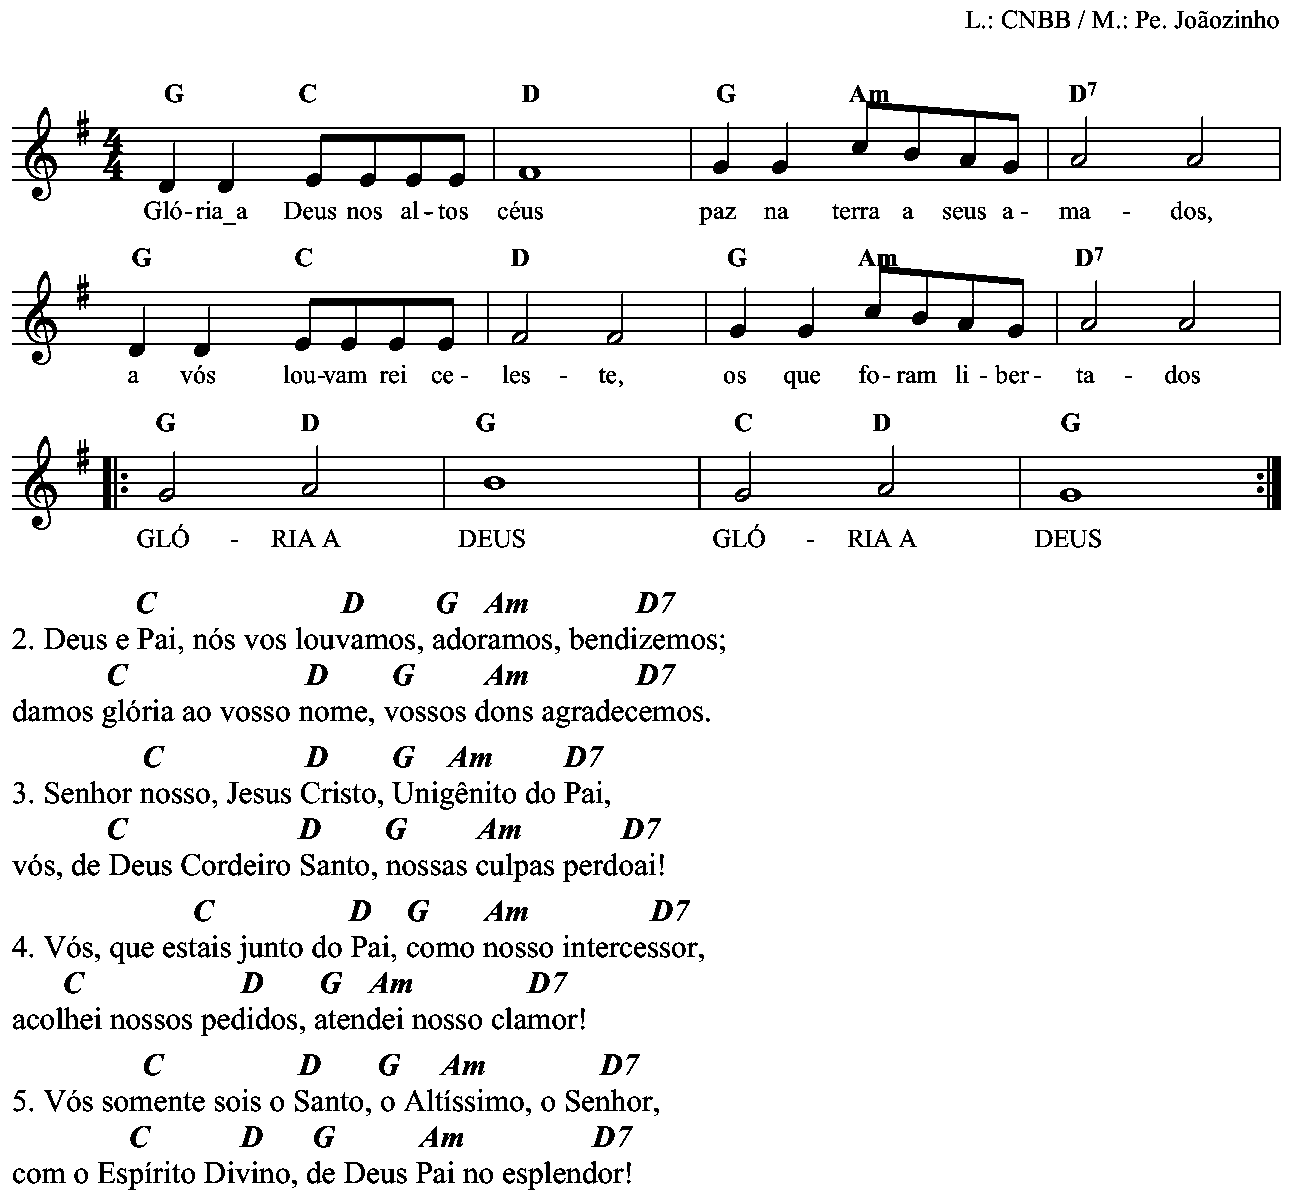 L.: CNBB / M.: Pe. Joãozinho
G C D G Am D7
Gló-ria_a Deus nos al-tos céus paz na terra a seus a- ma - dos,
G C D G Am D7
a vós lou-vam rei ce- les - te, os que fo-ram li-ber- ta - dos
G D G C D G
GLÓ - RIA A DEUS GLÓ - RIA A DEUS
C D G Am D7
2. Deus e Pai, nós vos louvamos, adoramos, bendizemos;
C D G Am D7
damos glória ao vosso nome, vossos dons agradecemos.
C D G Am D7
3. Senhor nosso, Jesus Cristo, Unigênito do Pai,
C D G Am D7
vós, de Deus Cordeiro Santo, nossas culpas perdoai!
C D G Am D7
4. Vós, que estais junto do Pai, como nosso intercessor,
C D G Am D7
acolhei nossos pedidos, atendei nosso clamor!
C D G Am D7
5. Vós somente sois o Santo, o Altíssimo, o Senhor,
C D G Am D7
com o Espírito Divino, de Deus Pai no esplendor!